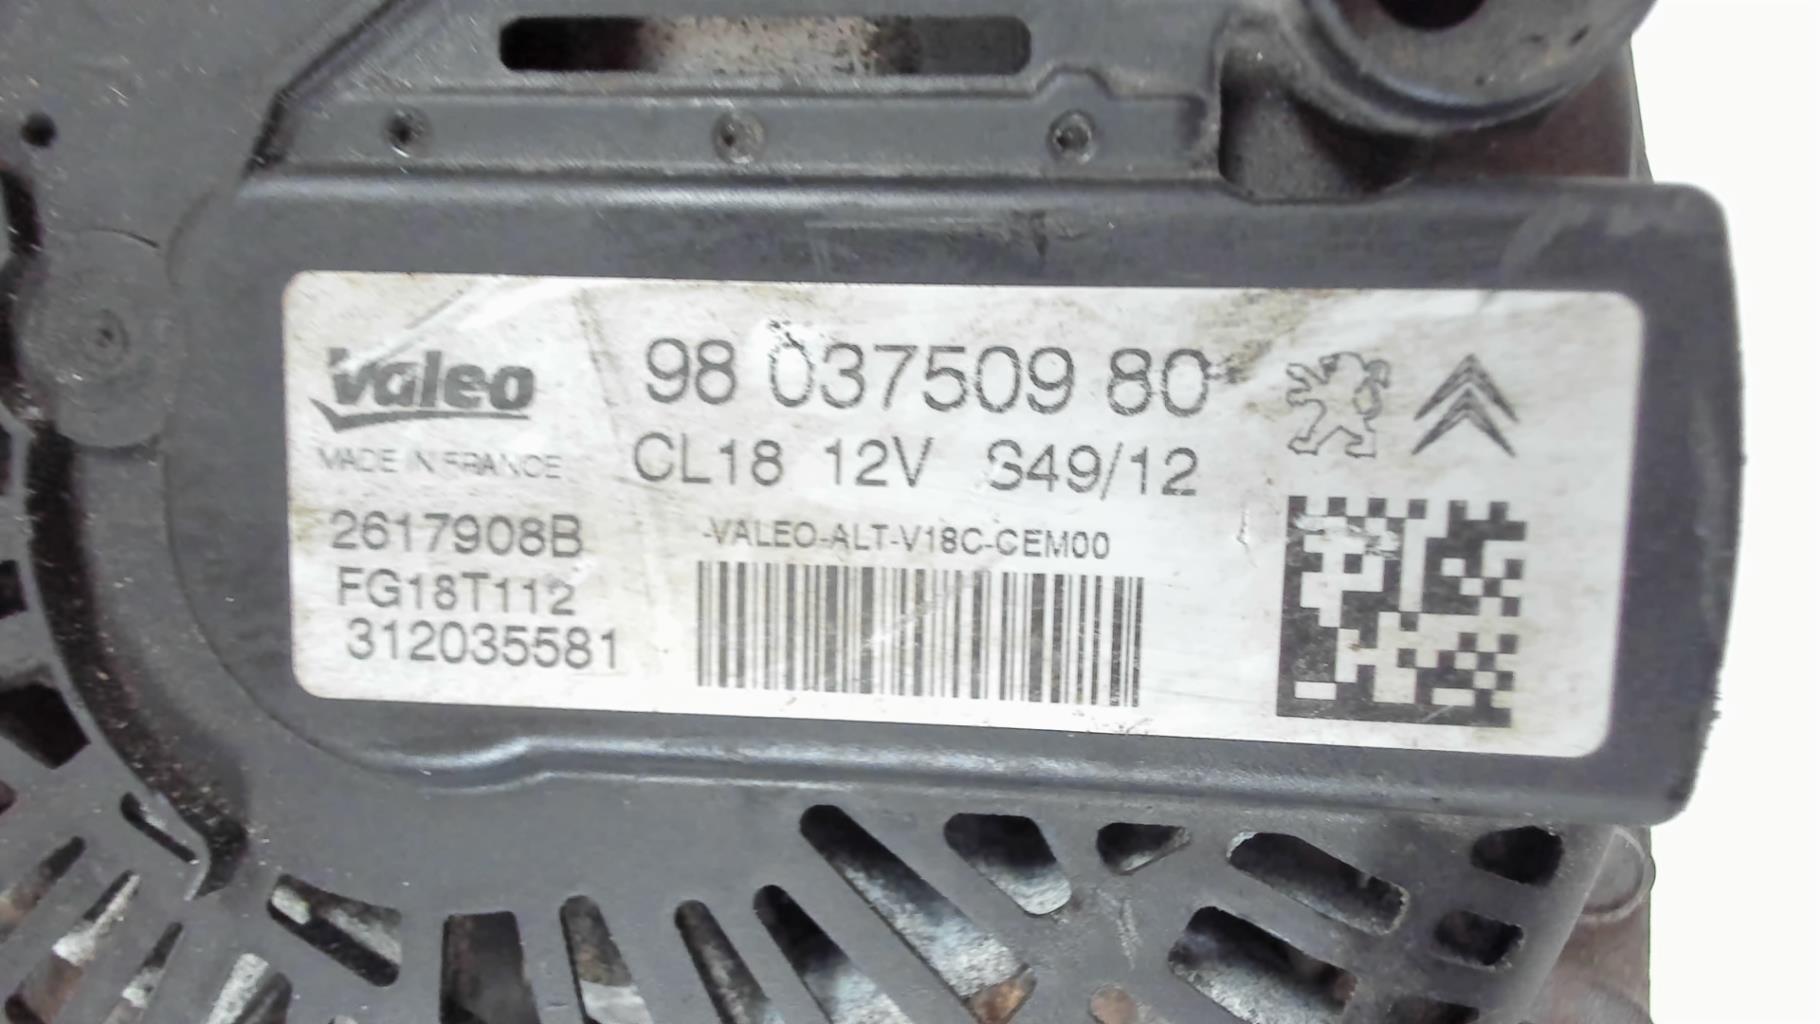 Valeo
MADE IN FRANCE
2617908B
FG18T112
312035581
98 037509 80
CL18 12V S49/12
-VALEO-ALT-V18C-CEM00